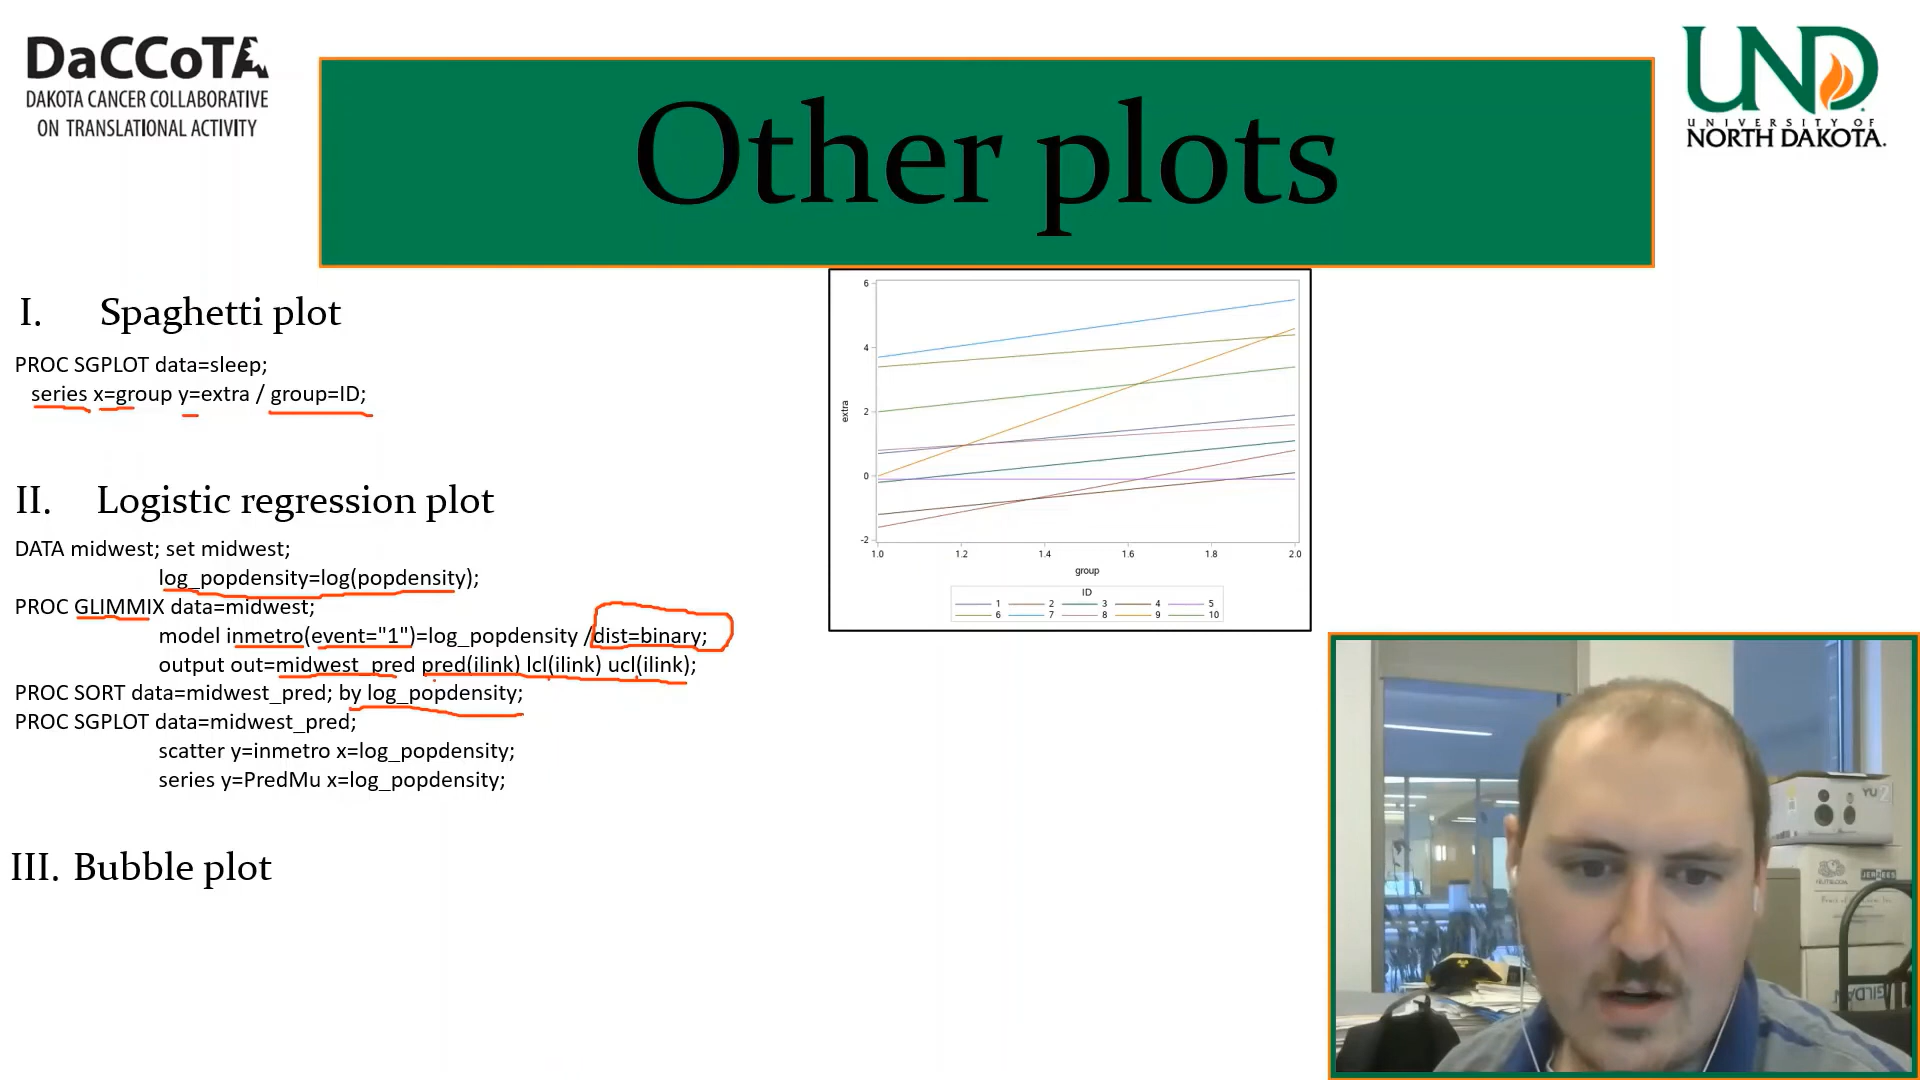 DaCCoTA
DAKOTA CANCER COLLABORATIVE
ON TRANSLATIONAL ACTIVITY
Other plots
UND
UNIVERSITY OF
NORTH DAKOTA.
I. Spaghetti plot
PROC SGPLOT data=sleep;
series x=group y=extra / group=ID;
II. Logistic regression plot
DATA midwest; set midwest;
log_popdensity=log(popdensity);
PROC GLIMMIX data=midwest;
model inmetro(event="1")=log_popdensity /dist=binary;
output out=midwest_pred pred(ilink) lcl(ilink) ucl(ilink);
PROC SORT data=midwest_pred; by log_popdensity;
PROC SGPLOT data=midwest_pred;
scatter y=inmetro x=log_popdensity;
series y=PredMu x=log_popdensity;
III. Bubble plot
6
4
2
0
-2
extra
1.0 1.2 1.4 1.6 1.8 2.0
group
ID
1 2 3 4 5
6 7 8 9 10
YU 2
JERZEES
GILDAN